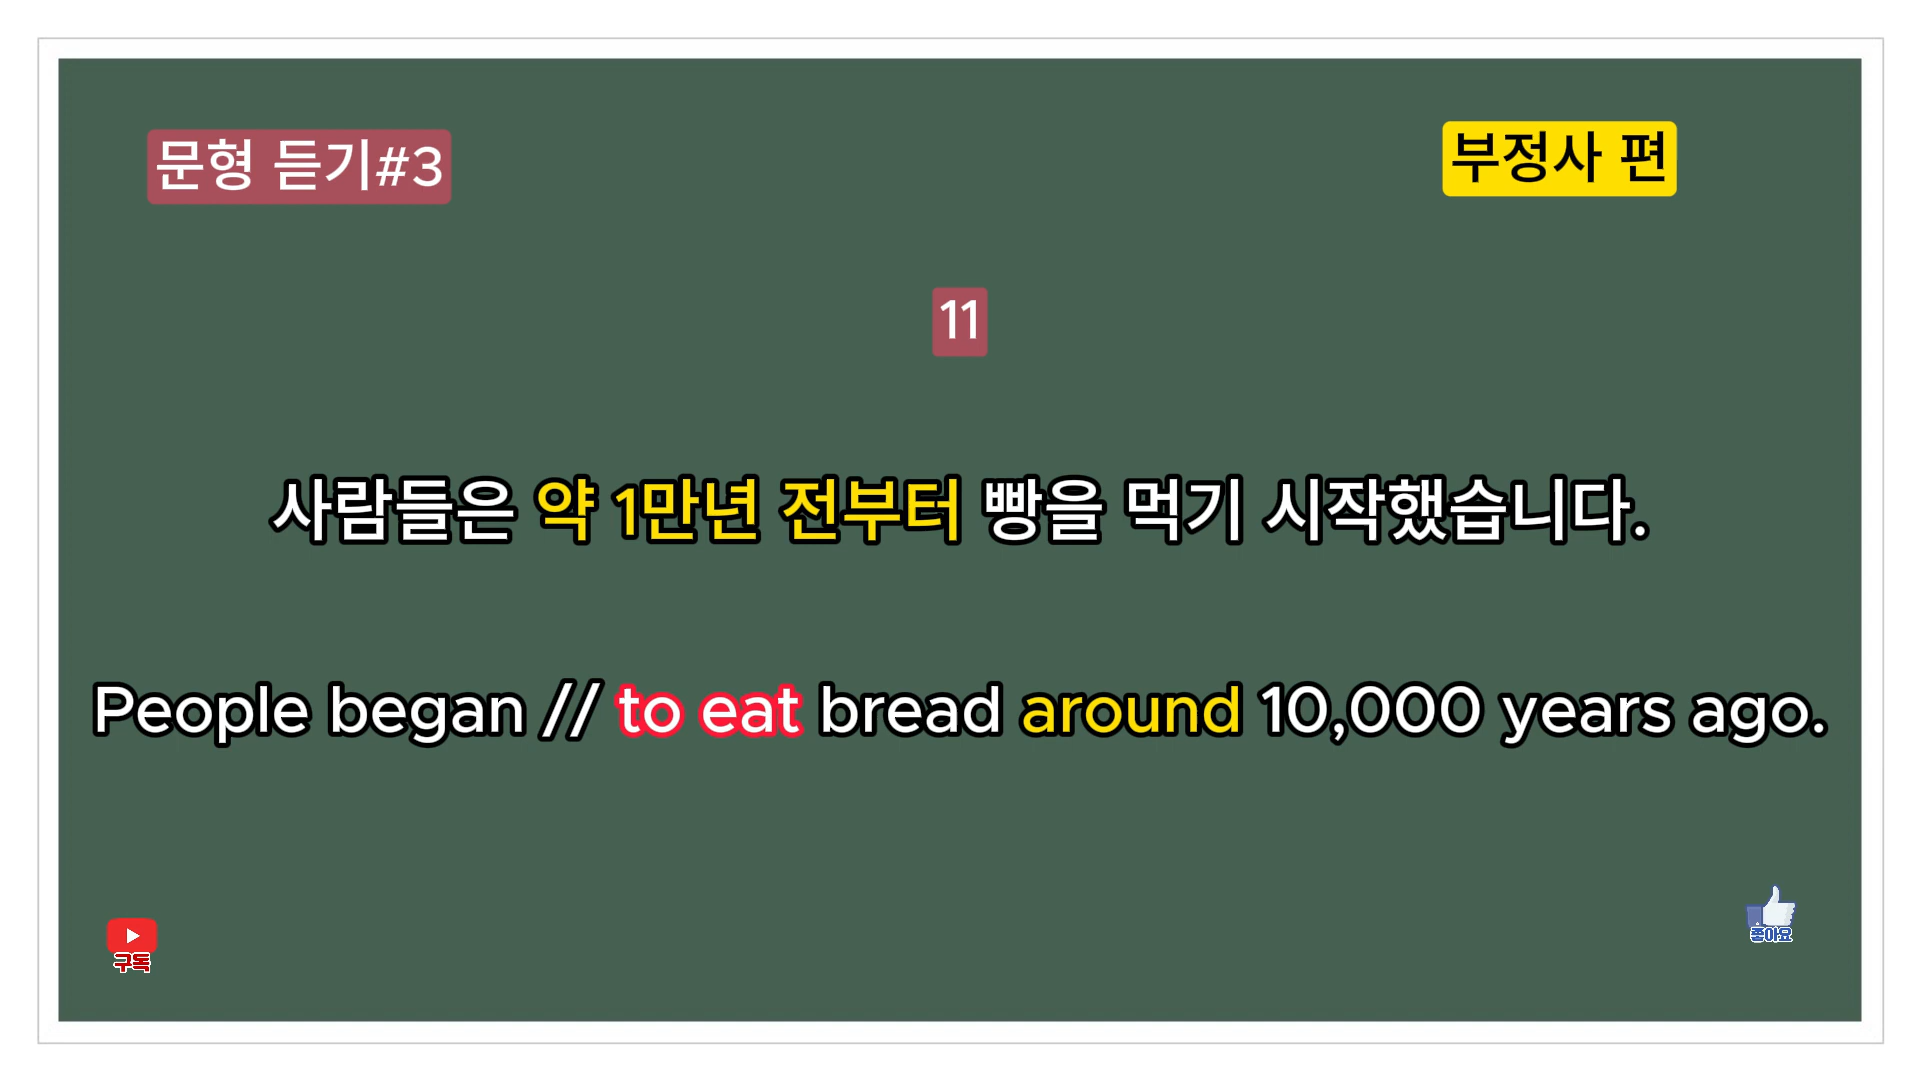 문형 듣기#3
부정사 편
11
사람들은 약 1만년 전부터 빵을 먹기 시작했습니다.
People began // to eat bread around 10,000 years ago.
구독
좋아요